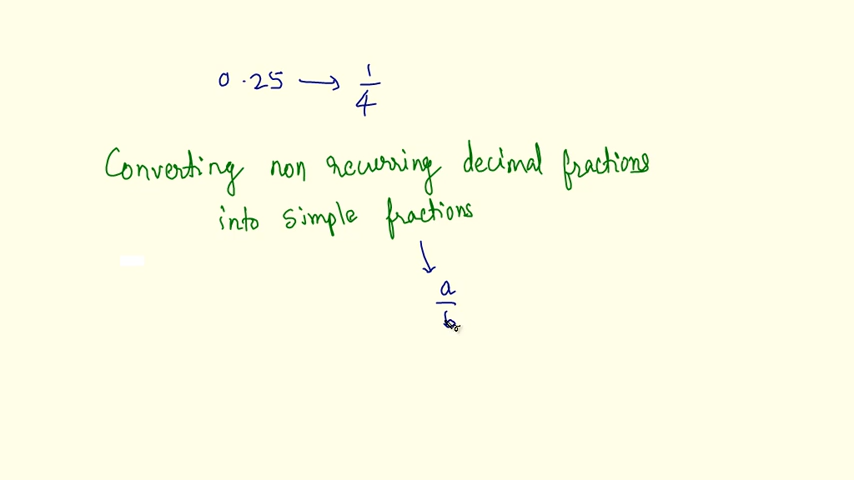 0.25 → 1/4
Converting non recurring decimal fractions
into simple fractions
a/b